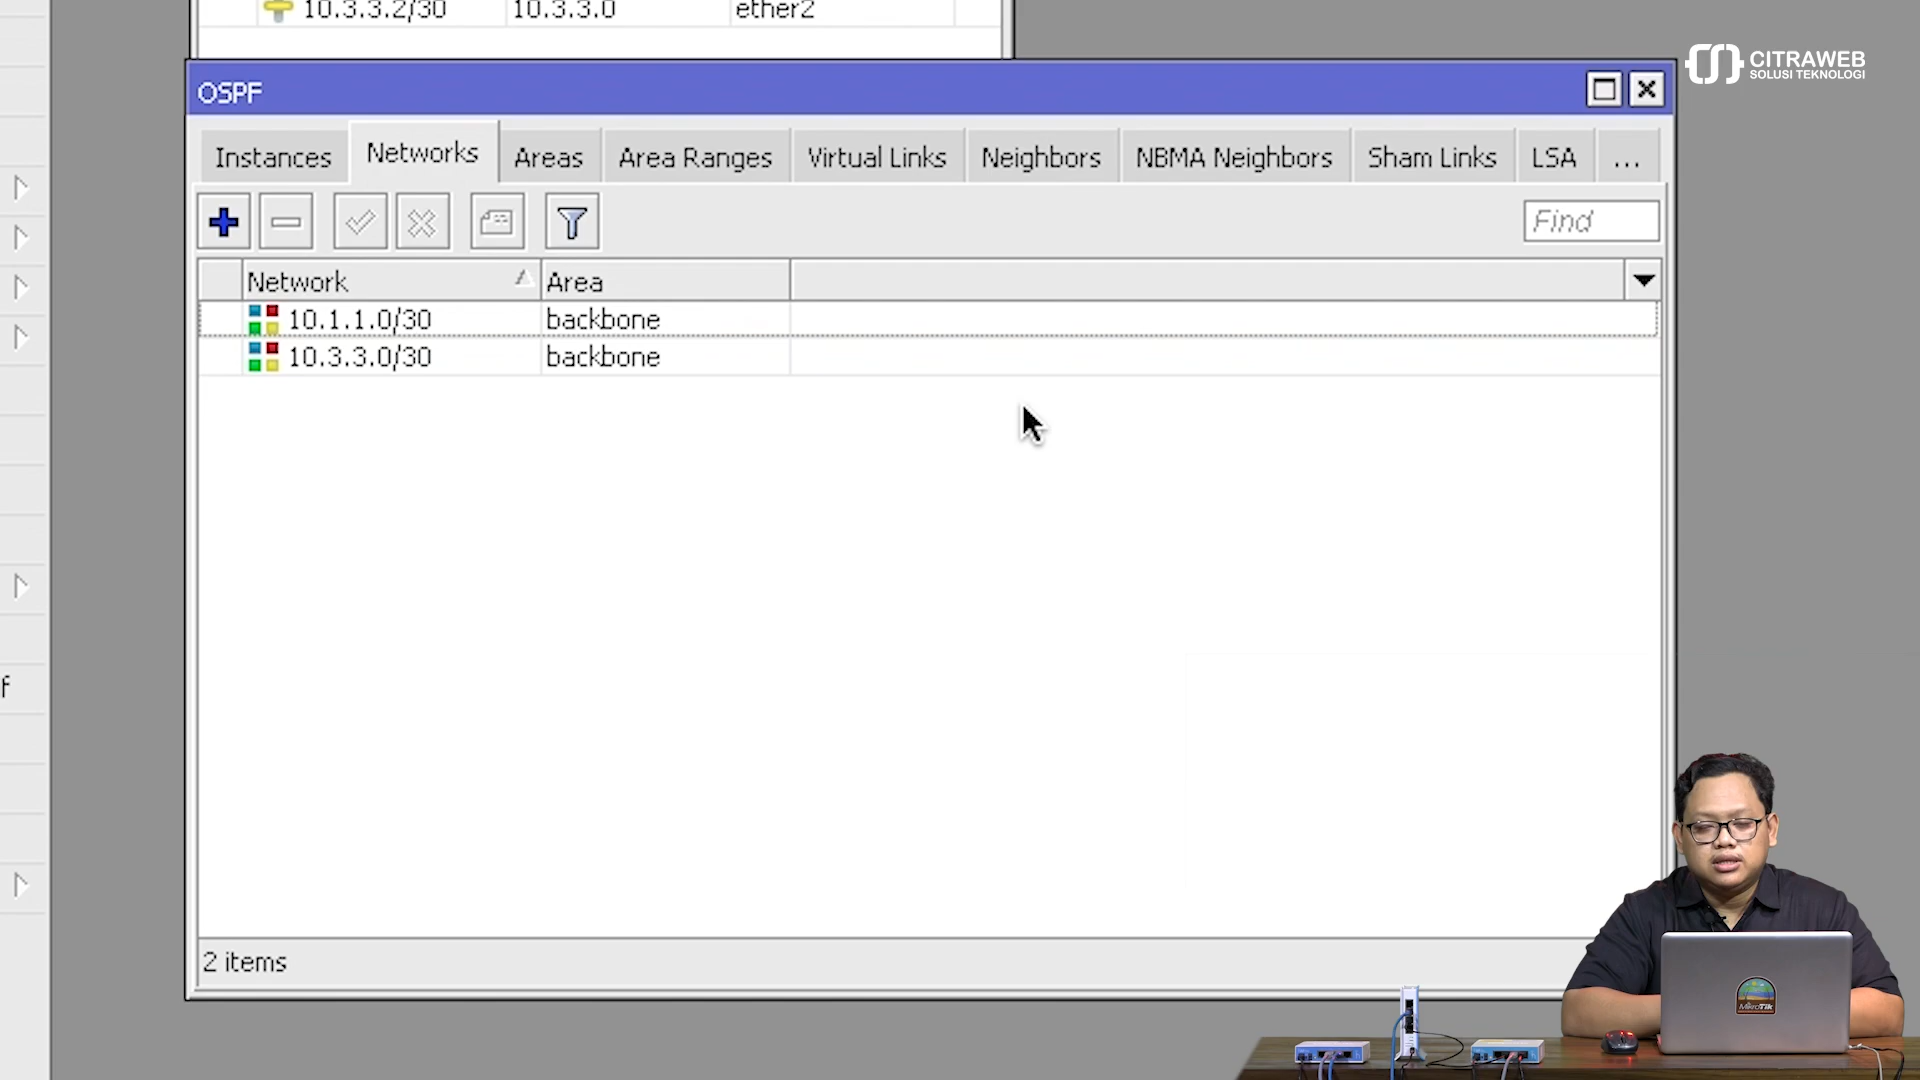 10.3.3.2/30 10.3.3.0 ether2
CITRAWEB
SOLUSI TEKNOLOGI
OSPF
Instances Networks Areas Area Ranges Virtual Links Neighbors NBMA Neighbors Sham Links LSA ...
Find
Network Area
10.1.1.0/30 backbone
10.3.3.0/30 backbone
f
2 items
MikroTik